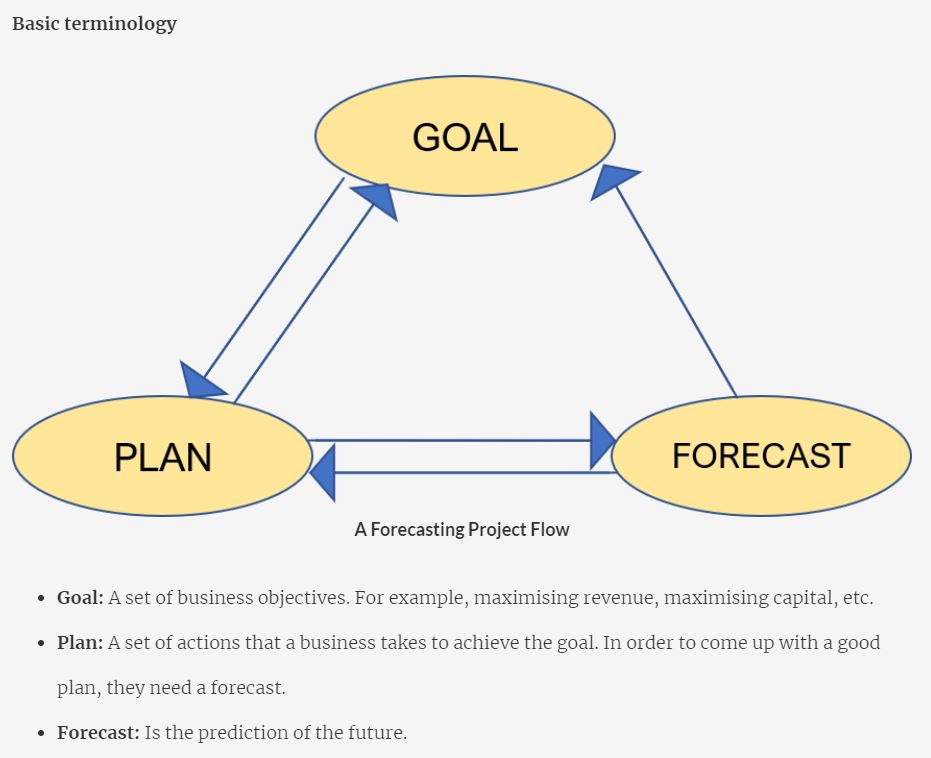 Basic terminology
GOAL
PLAN
FORECAST
A Forecasting Project Flow
• Goal: A set of business objectives. For example, maximising revenue, maximising capital, etc.
• Plan: A set of actions that a business takes to achieve the goal. In order to come up with a good
plan, they need a forecast.
• Forecast: Is the prediction of the future.